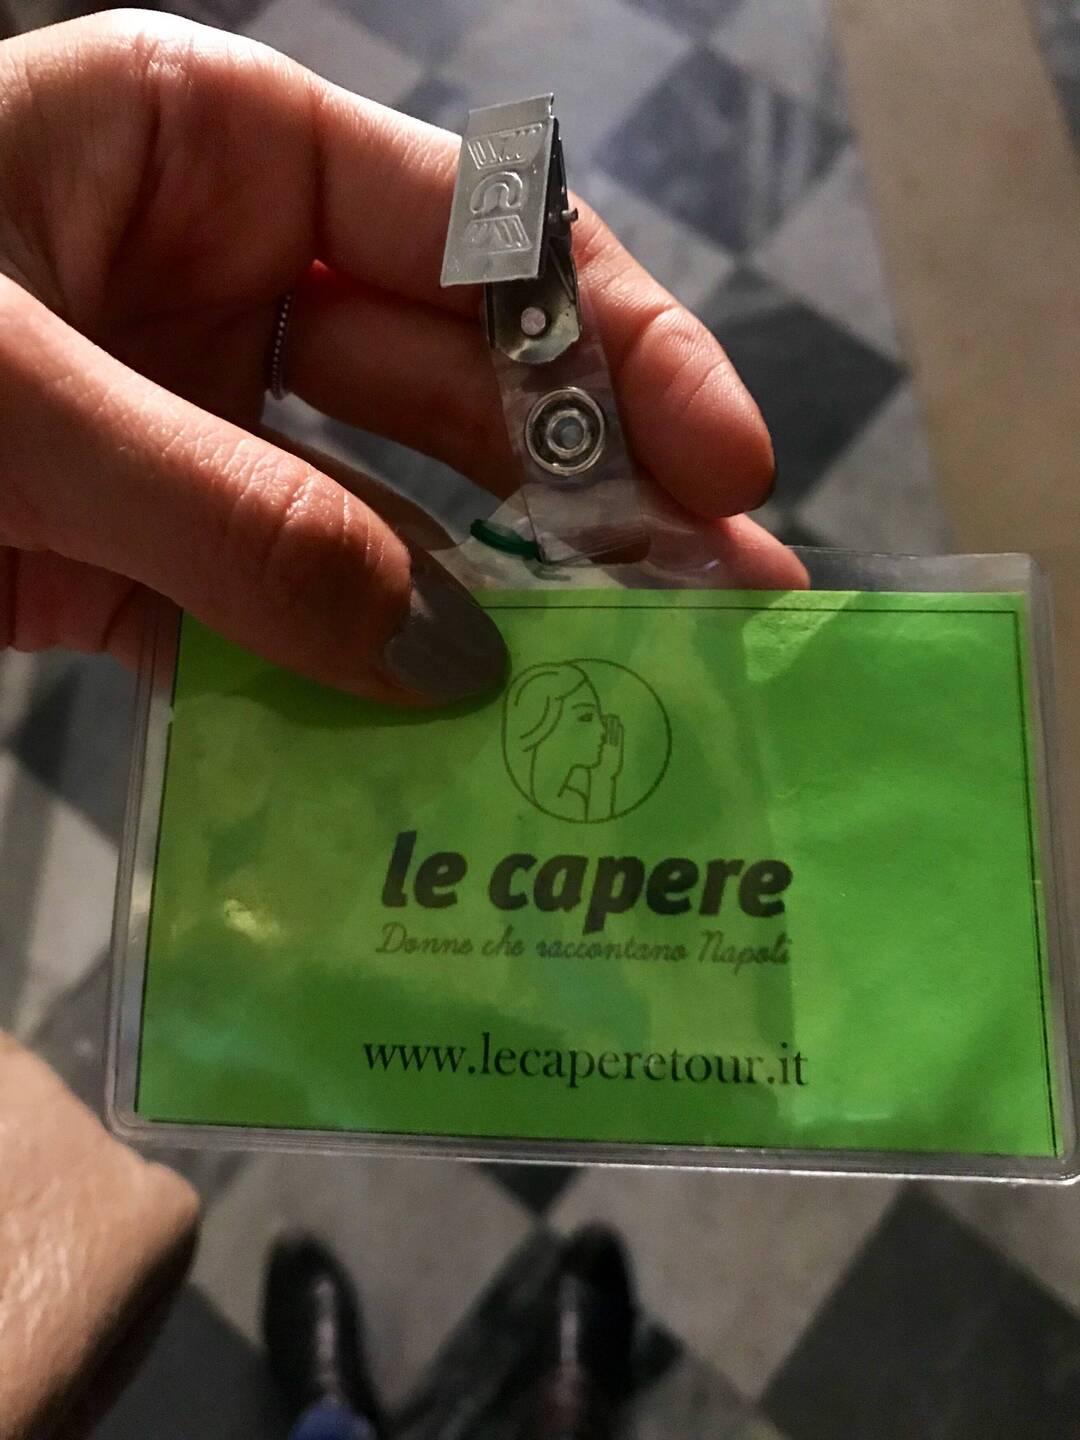 le capere
Donne che raccontano Napoli
www.lecaperetour.it